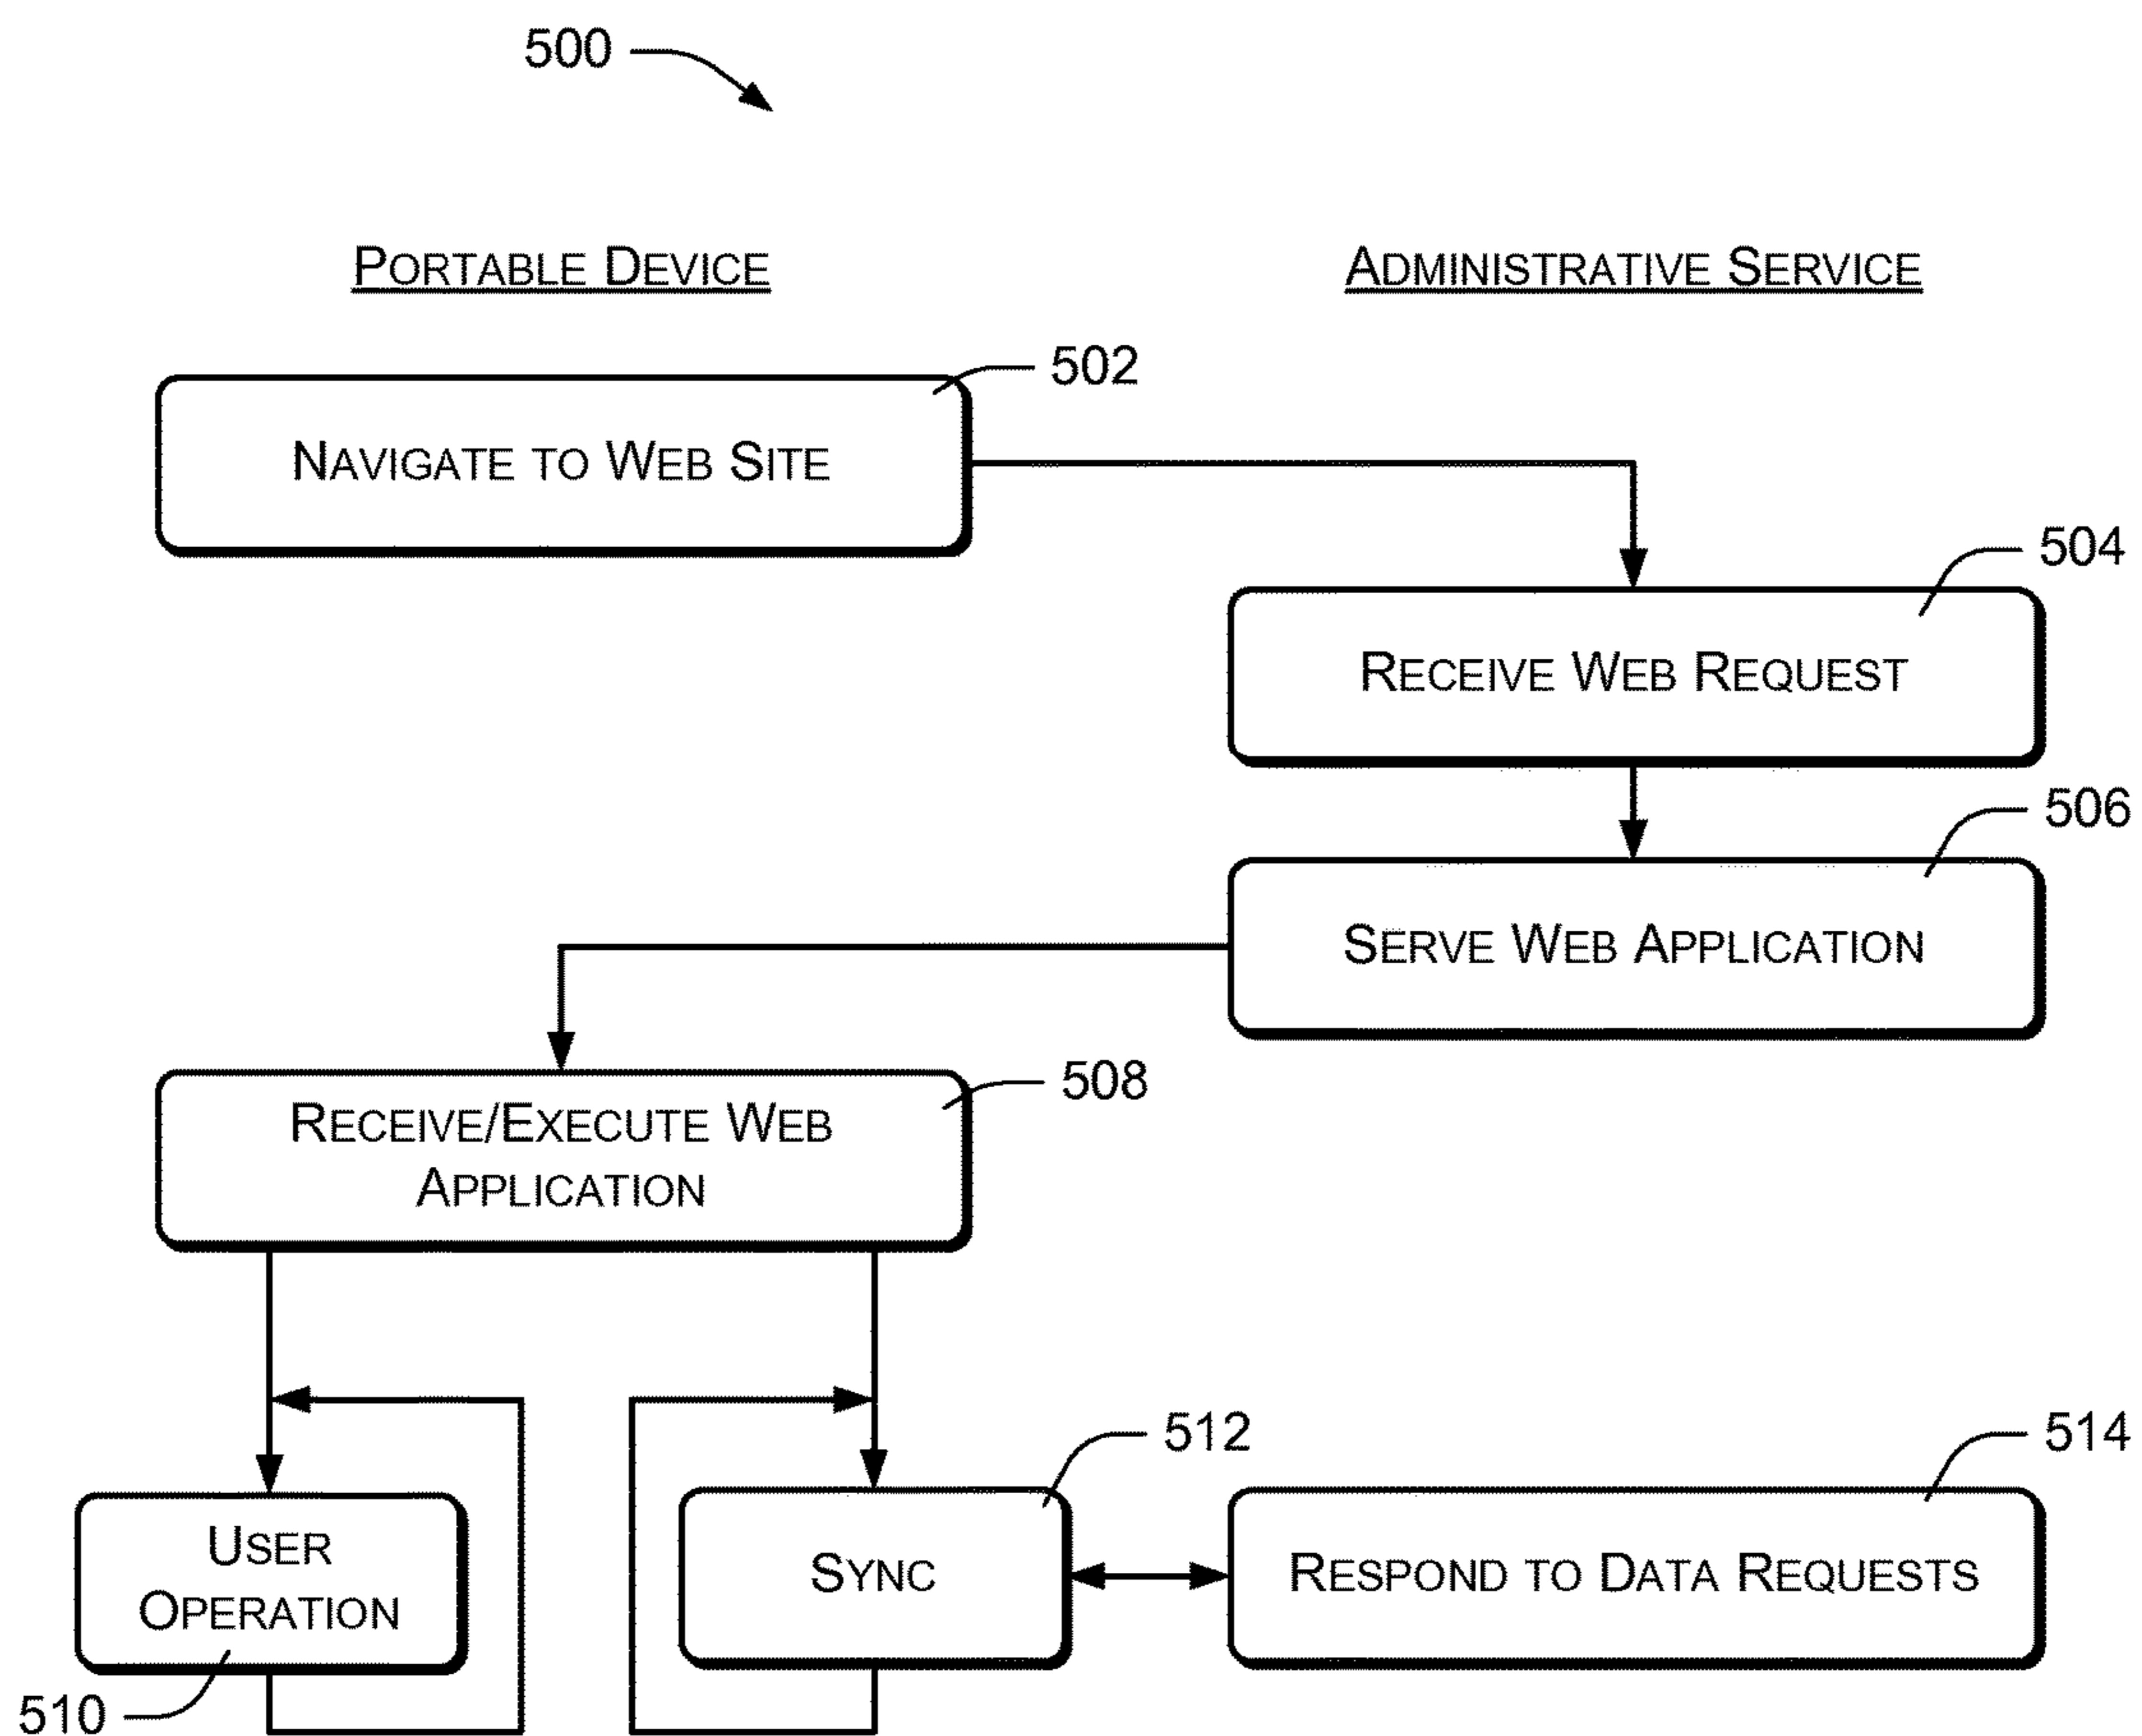 500
PORTABLE DEVICE
ADMINISTRATIVE SERVICE
502
NAVIGATE TO WEB SITE
504
RECEIVE WEB REQUEST
506
SERVE WEB APPLICATION
508
RECEIVE/EXECUTE WEB
APPLICATION
512
514
USER
OPERATION
SYNC
RESPOND TO DATA REQUESTS
510